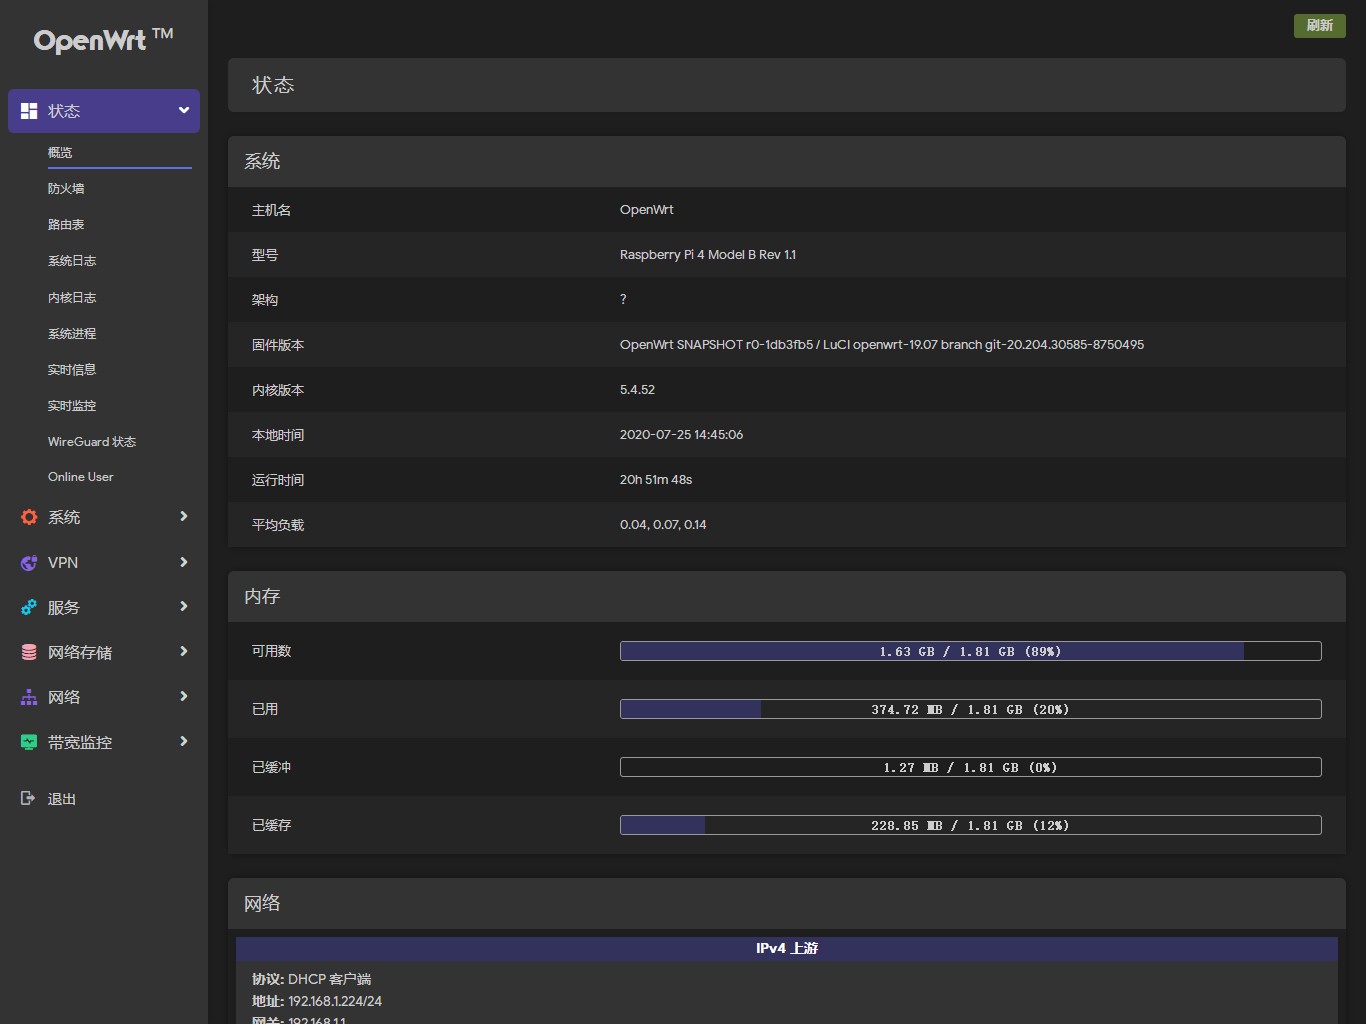 OpenWrt ™
状态
概览
防火墙
路由表
系统日志
内核日志
系统进程
实时信息
实时监控
WireGuard 状态
Online User
系统
VPN
服务
网络存储
网络
带宽监控
退出
刷新
状态
系统
主机名 OpenWrt
型号 Raspberry Pi 4 Model B Rev 1.1
架构 ?
固件版本 OpenWrt SNAPSHOT r0-1db3fb5 / LuCI openwrt-19.07 branch git-20.204.30585-8750495
内核版本 5.4.52
本地时间 2020-07-25 14:45:06
运行时间 20h 51m 48s
平均负载 0.04, 0.07, 0.14
内存
可用数 1.63 GB / 1.81 GB (89%)
已用 374.72 MB / 1.81 GB (20%)
已缓冲 1.27 MB / 1.81 GB (0%)
已缓存 228.85 MB / 1.81 GB (12%)
网络
IPv4 上游
协议: DHCP 客户端
地址: 192.168.1.224/24
网关: 192.168.1.1